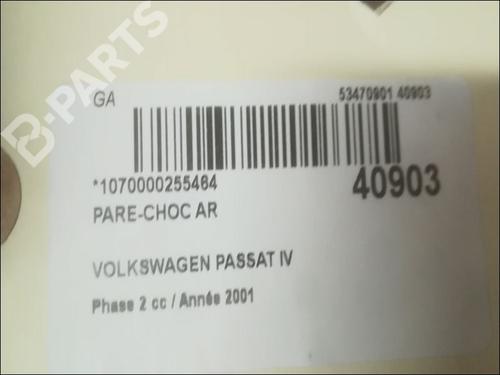 B-PARTS
GA
53470901 40903
*1070000255464
40903
PARE-CHOC AR
VOLKSWAGEN PASSAT IV
Phase 2 cc / Année 2001